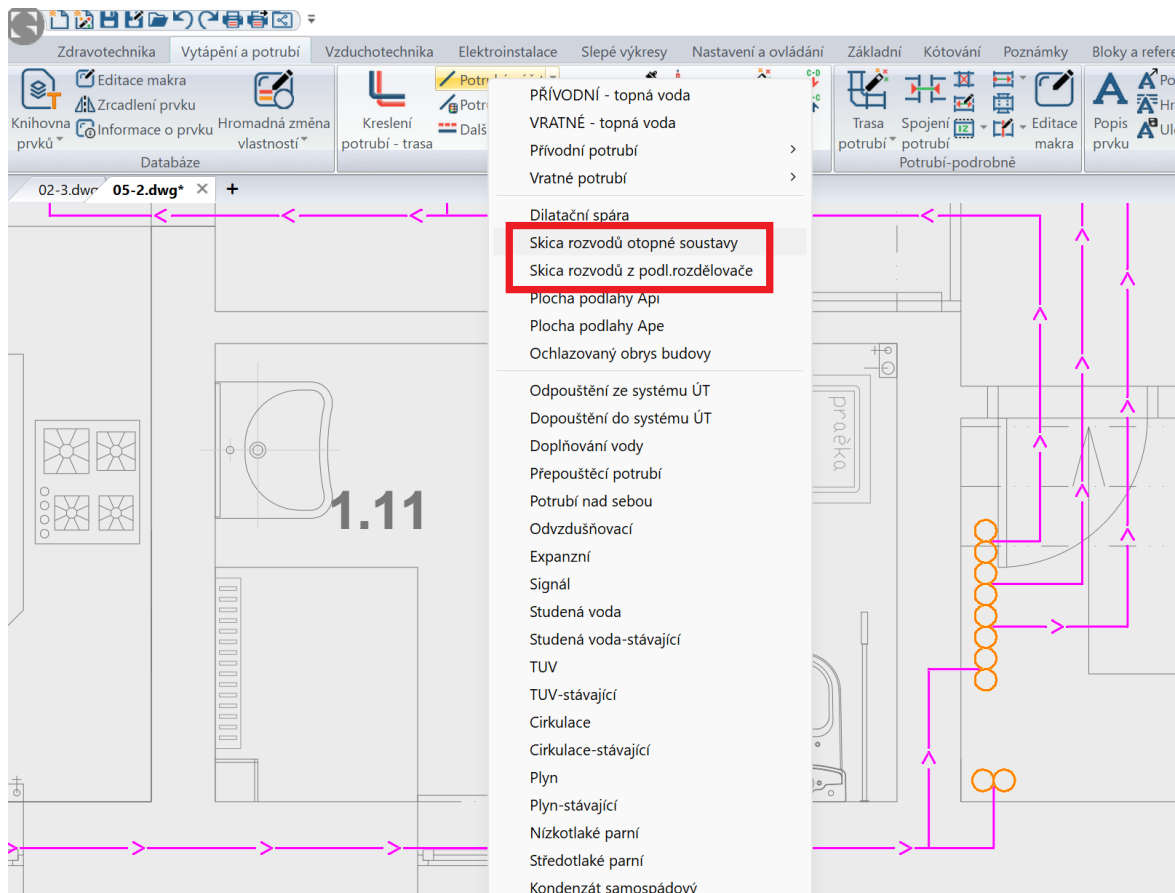 Zdravotechnika Vytápění a potrubí Vzduchotechnika Elektroinstalace Slepé výkresy Nastavení a ovládání Základní Kótování Poznámky Bloky a refere
Knihovna prvků
Editace makra
Zrcadlení prvku
Informace o prvku
Hromadná změna vlastností
Databáze
Kreslení potrubí - trasa
Trasa potrubí
Spojení potrubí
Editace makra
Potrubí-podrobně
Popis prvku
02-3.dwg
05-2.dwg*
PŘÍVODNÍ - topná voda
VRATNÉ - topná voda
Přívodní potrubí
Vratné potrubí
Dilatační spára
Skica rozvodů otopné soustavy
Skica rozvodů z podl.rozdělovače
Plocha podlahy Api
Plocha podlahy Ape
Ochlazovaný obrys budovy
Odpouštění ze systému ÚT
Dopouštění do systému ÚT
Doplňování vody
Přepouštěcí potrubí
Potrubí nad sebou
Odvzdušňovací
Expanzní
Signál
Studená voda
Studená voda-stávající
TUV
TUV-stávající
Cirkulace
Cirkulace-stávající
Plyn
Plyn-stávající
Nízkotlaké parní
Středotlaké parní
Kondenzát samospádový
1.11
pračka